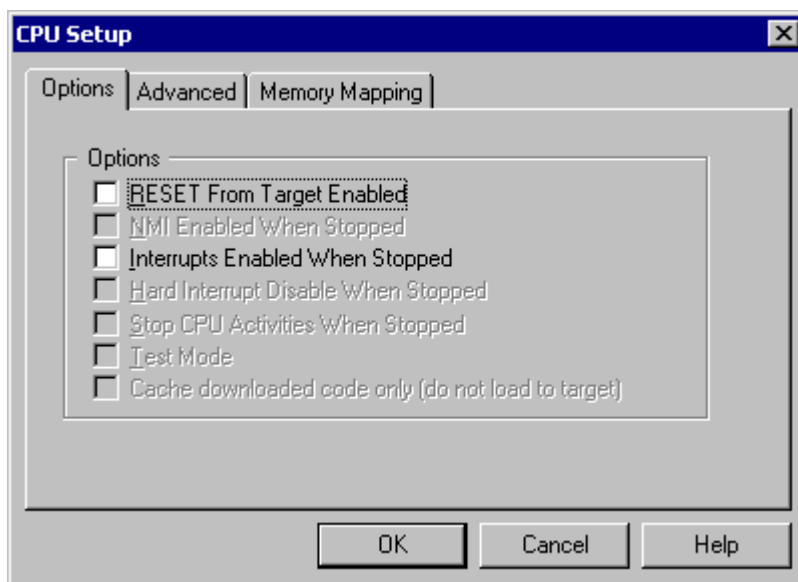 CPU Setup
Options Advanced Memory Mapping
Options
RESET From Target Enabled
NMI Enabled When Stopped
Interrupts Enabled When Stopped
Hard Interrupt Disable When Stopped
Stop CPU Activities When Stopped
Test Mode
Cache downloaded code only (do not load to target)
OK Cancel Help